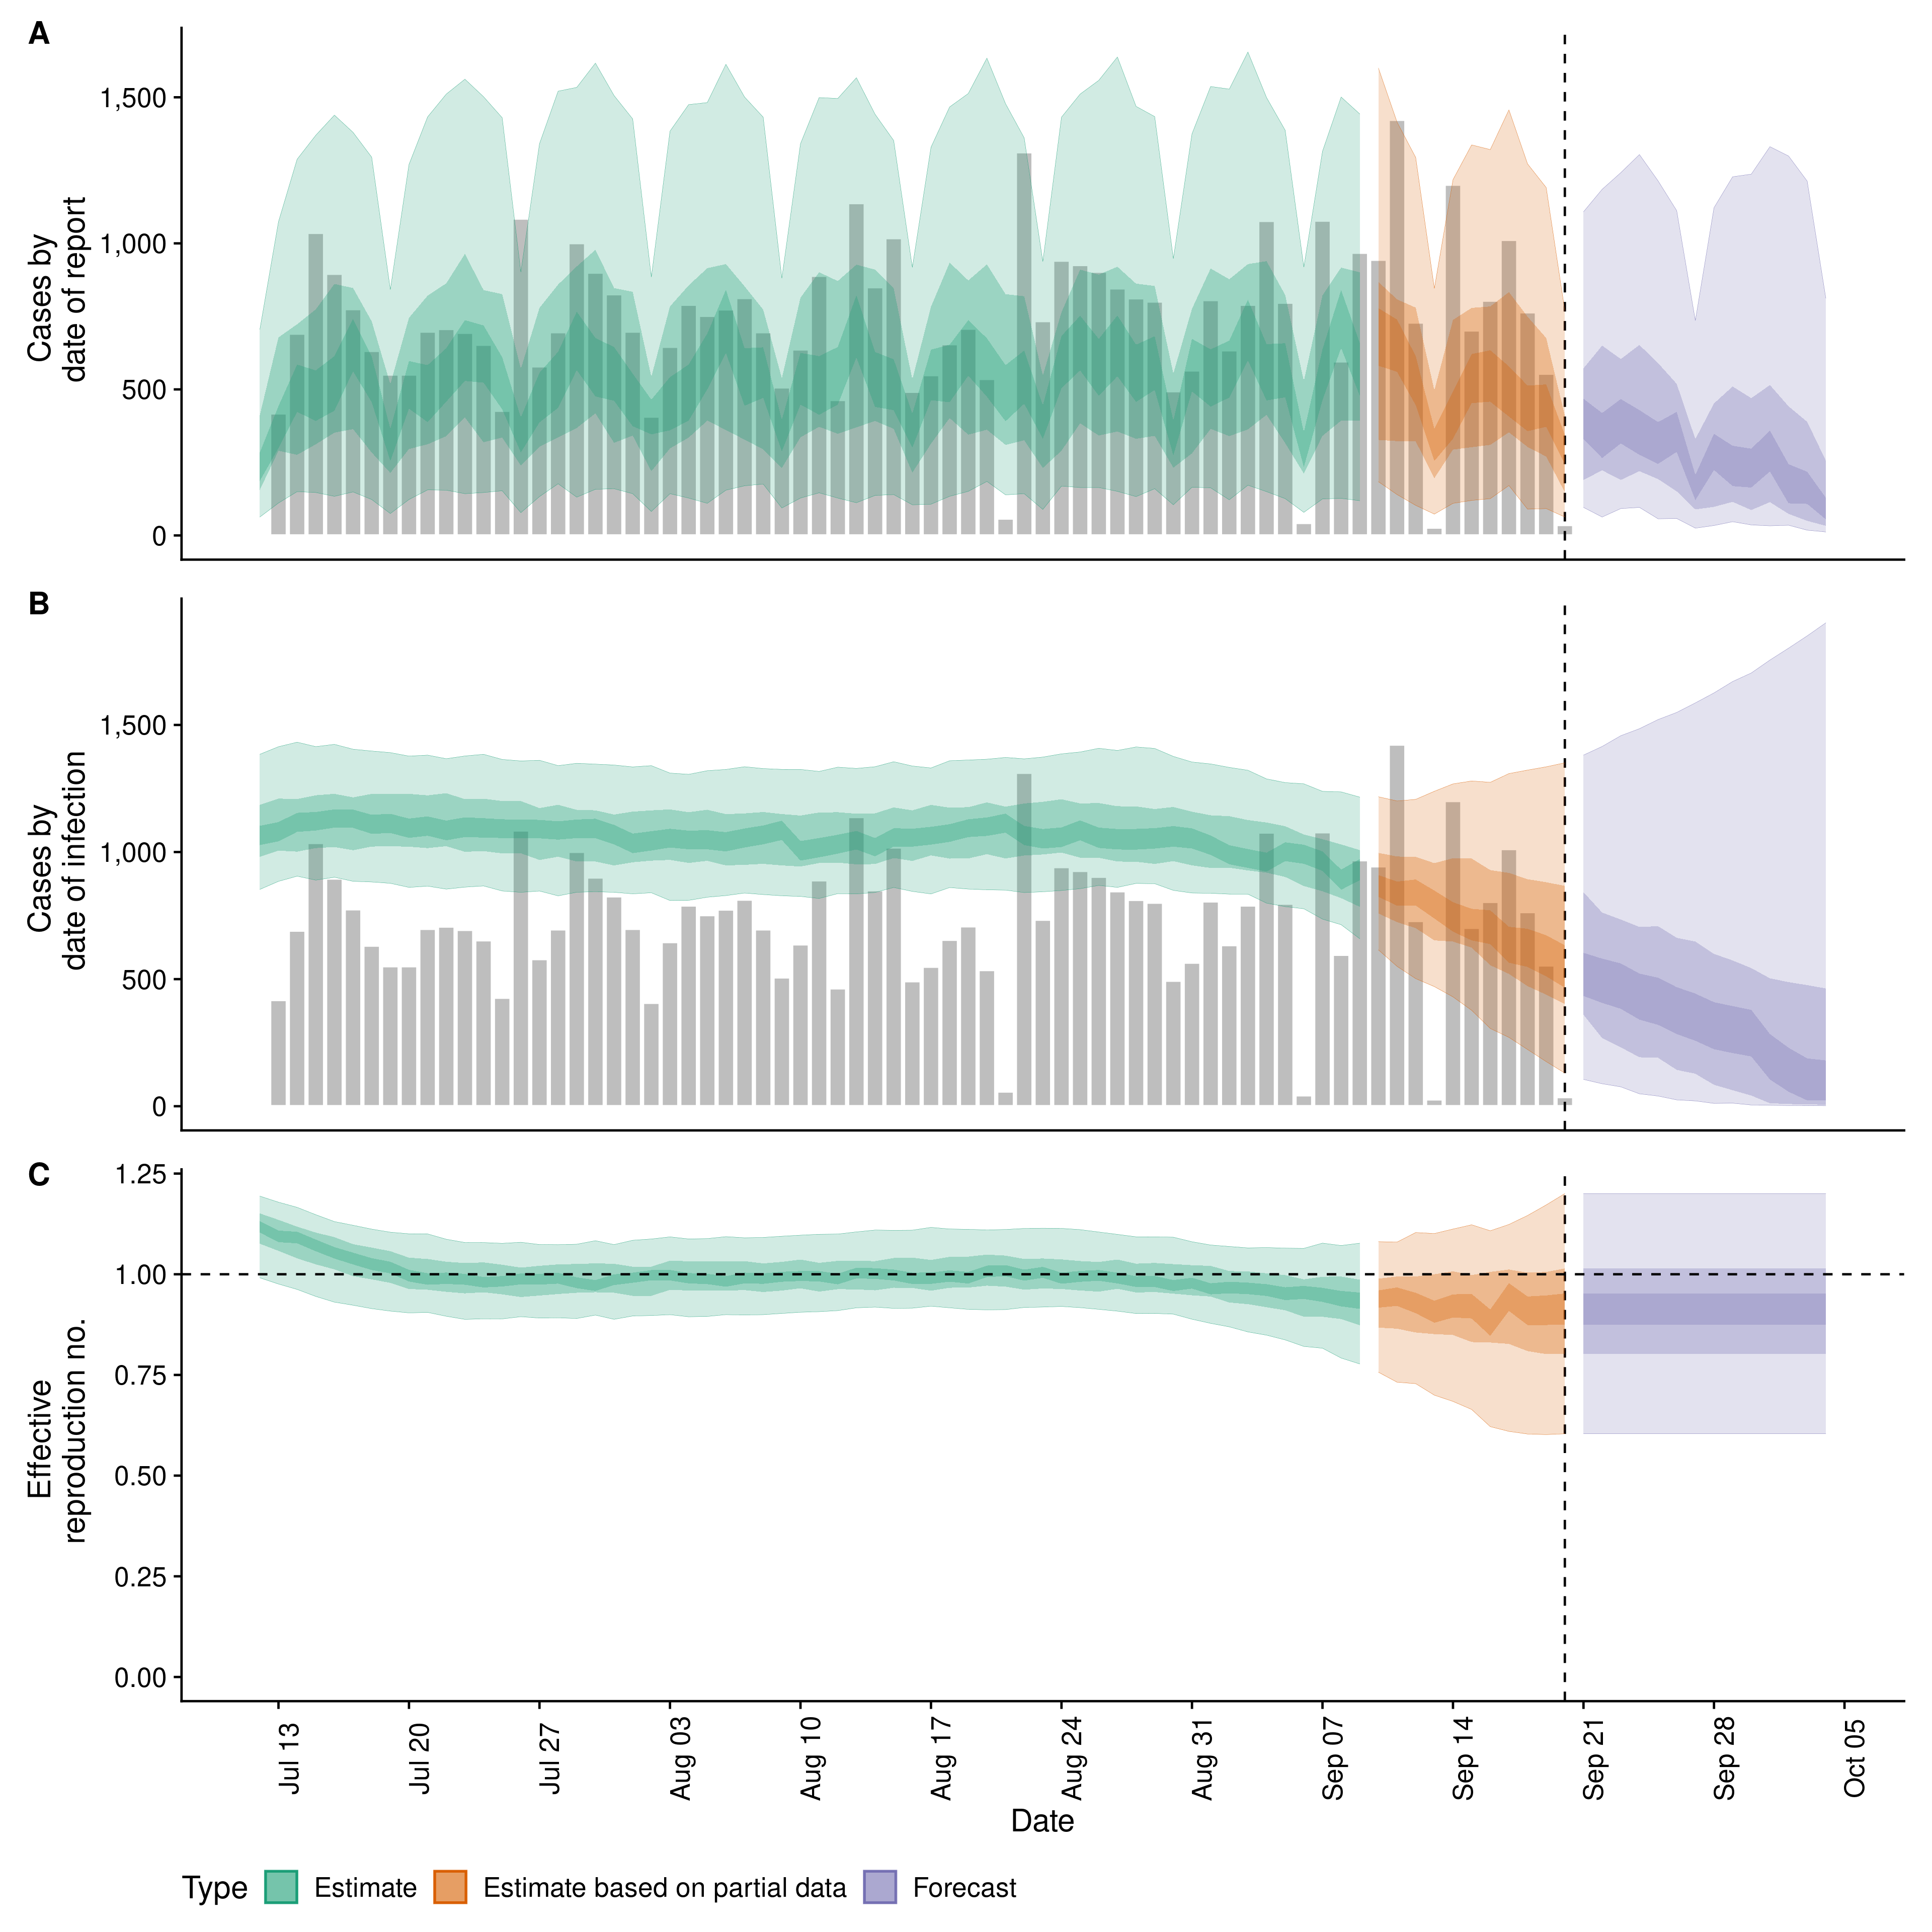 A
Cases by
date of report
1,500
1,000
500
0
B
Cases by
date of infection
1,500
1,000
500
0
C
Effective
reproduction no.
1.25
1.00
0.75
0.50
0.25
0.00
Jul 13
Jul 20
Jul 27
Aug 03
Aug 10
Aug 17
Aug 24
Aug 31
Sep 07
Sep 14
Sep 21
Sep 28
Oct 05
Date
Type Estimate Estimate based on partial data Forecast